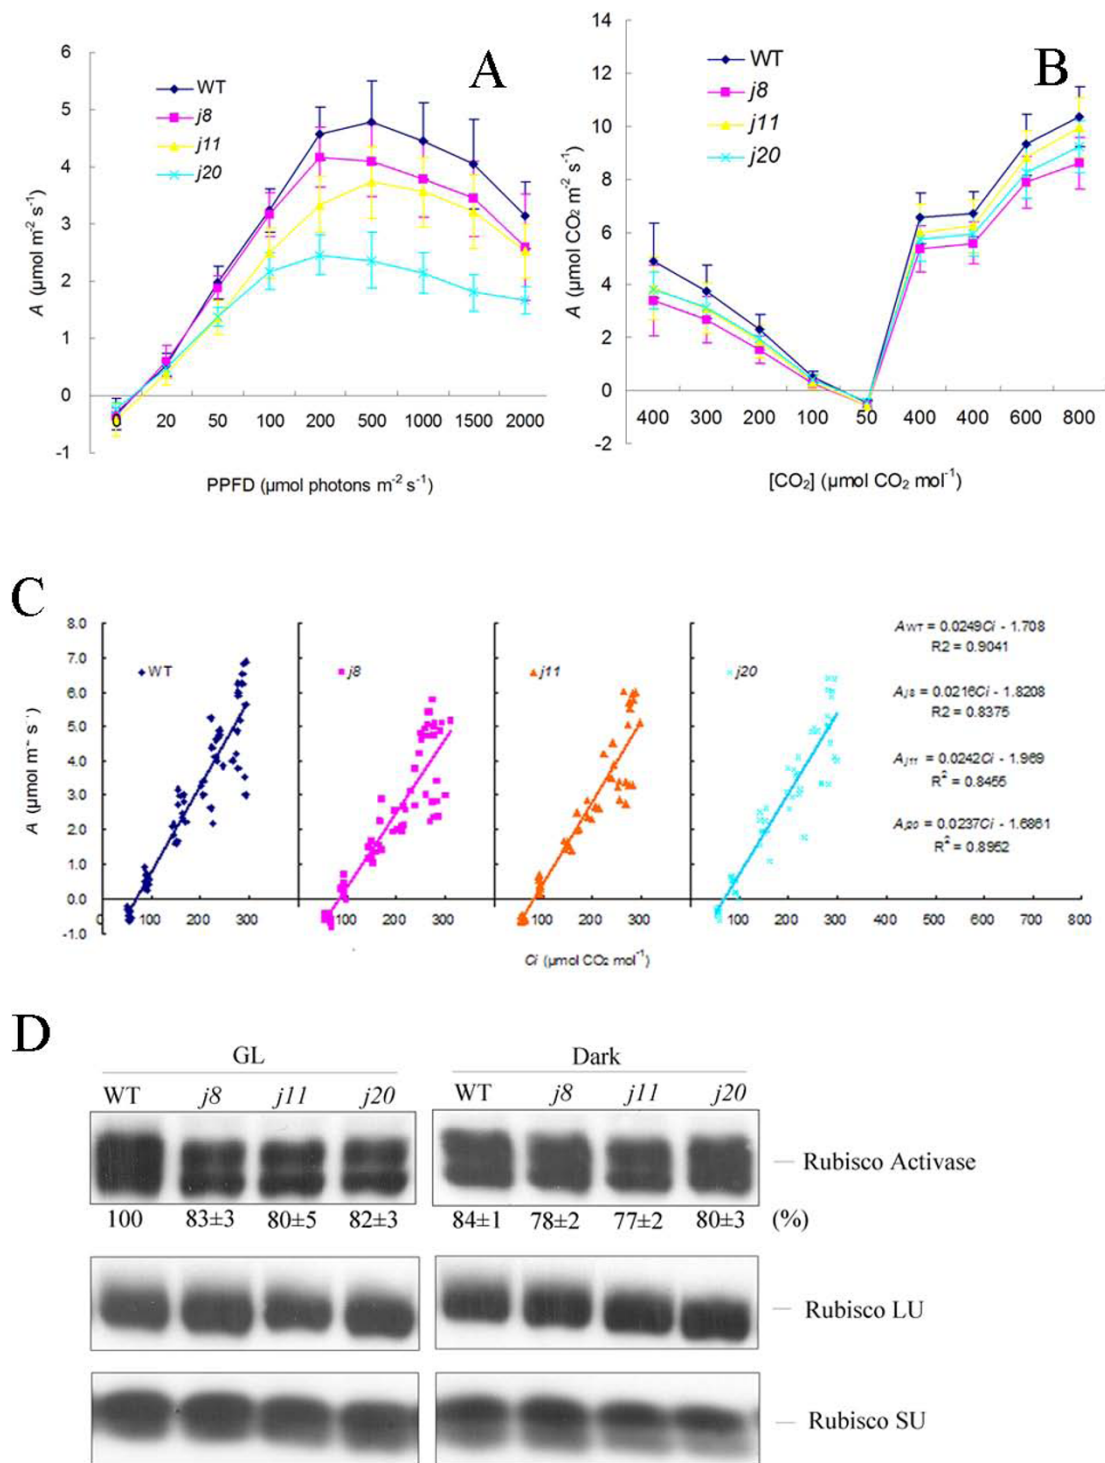 A
6
5
4
3
2
1
0
-1
WT
j8
j11
j20
A (µmol m⁻² s⁻¹)
0 20 50 100 200 500 1000 1500 2000
PPFD (µmol photons m⁻² s⁻¹)
B
14
12
10
8
6
4
2
0
-2
WT
j8
j11
j20
A (µmol CO₂ m⁻² s⁻¹)
400 300 200 100 50 400 400 600 800
[CO₂] (µmol CO₂ mol⁻¹)
C
8.0
7.0
6.0
5.0
4.0
3.0
2.0
1.0
0.0
-1.0
A (µmol m⁻ s⁻)
WT
j8
j11
j20
A WT = 0.0249Ci - 1.708
R2 = 0.9041
A j8 = 0.0216Ci - 1.8208
R2 = 0.8375
A j11 = 0.0242Ci - 1.969
R² = 0.8455
A j20 = 0.0237Ci - 1.6861
R² = 0.8952
0 100 200 300 100 200 300 100 200 300 100 200 300 400 500 600 700 800
Ci (µmol CO₂ mol⁻¹)
D
GL Dark
WT j8 j11 j20 WT j8 j11 j20
Rubisco Activase
100 83±3 80±5 82±3 84±1 78±2 77±2 80±3 (%)
Rubisco LU
Rubisco SU